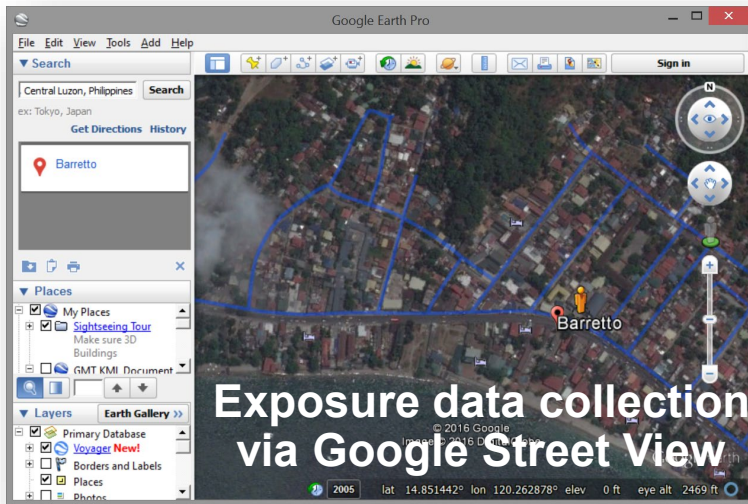 Google Earth Pro
File Edit View Tools Add Help
Search
Sign in
Central Luzon, Philippines Search
ex: Tokyo, Japan
Get Directions History
Barretto
N
Places
My Places
Sightseeing Tour
Make sure 3D
Buildings
GMT KML Document
Barretto
Layers Earth Gallery >>
Primary Database
Voyager New!
Borders and Labels
Places
Photos
Exposure data collection
© 2016 Google
via Google Street View
Image © 2016 DigitalGlobe
2005 lat 14.851442° lon 120.262878° elev 0 ft eye alt 2469 ft